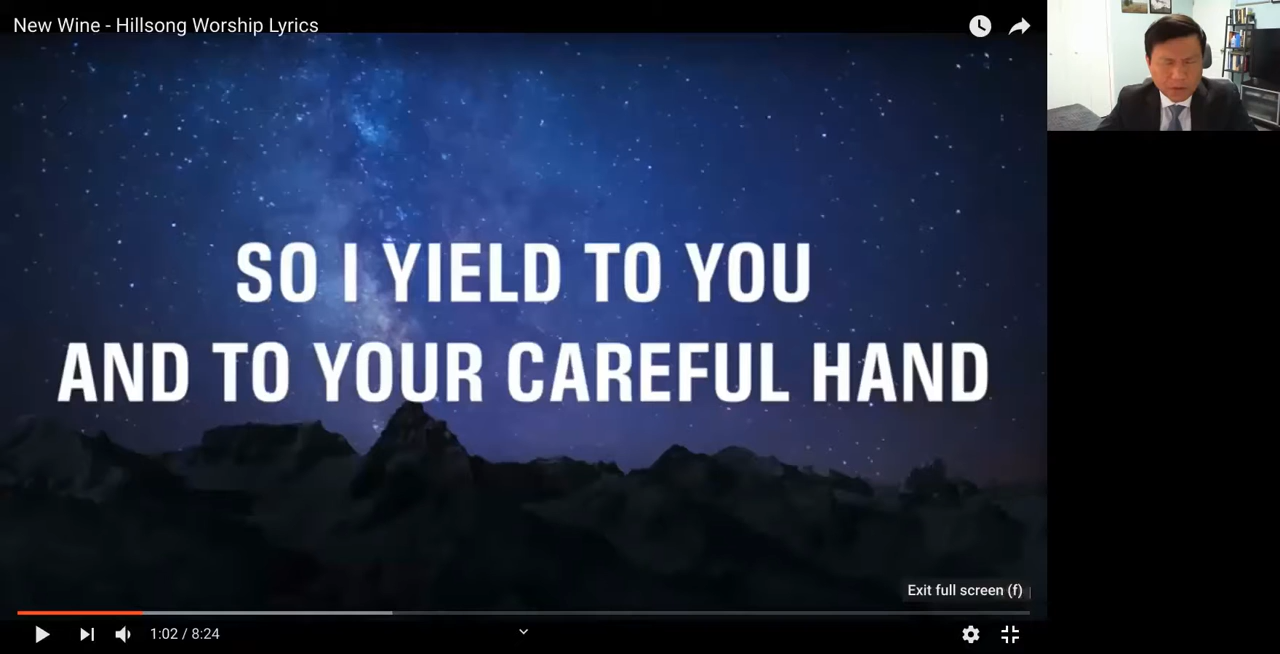 New Wine - Hillsong Worship Lyrics
SO I YIELD TO YOU
AND TO YOUR CAREFUL HAND
Exit full screen (f)
1:02 / 8:24